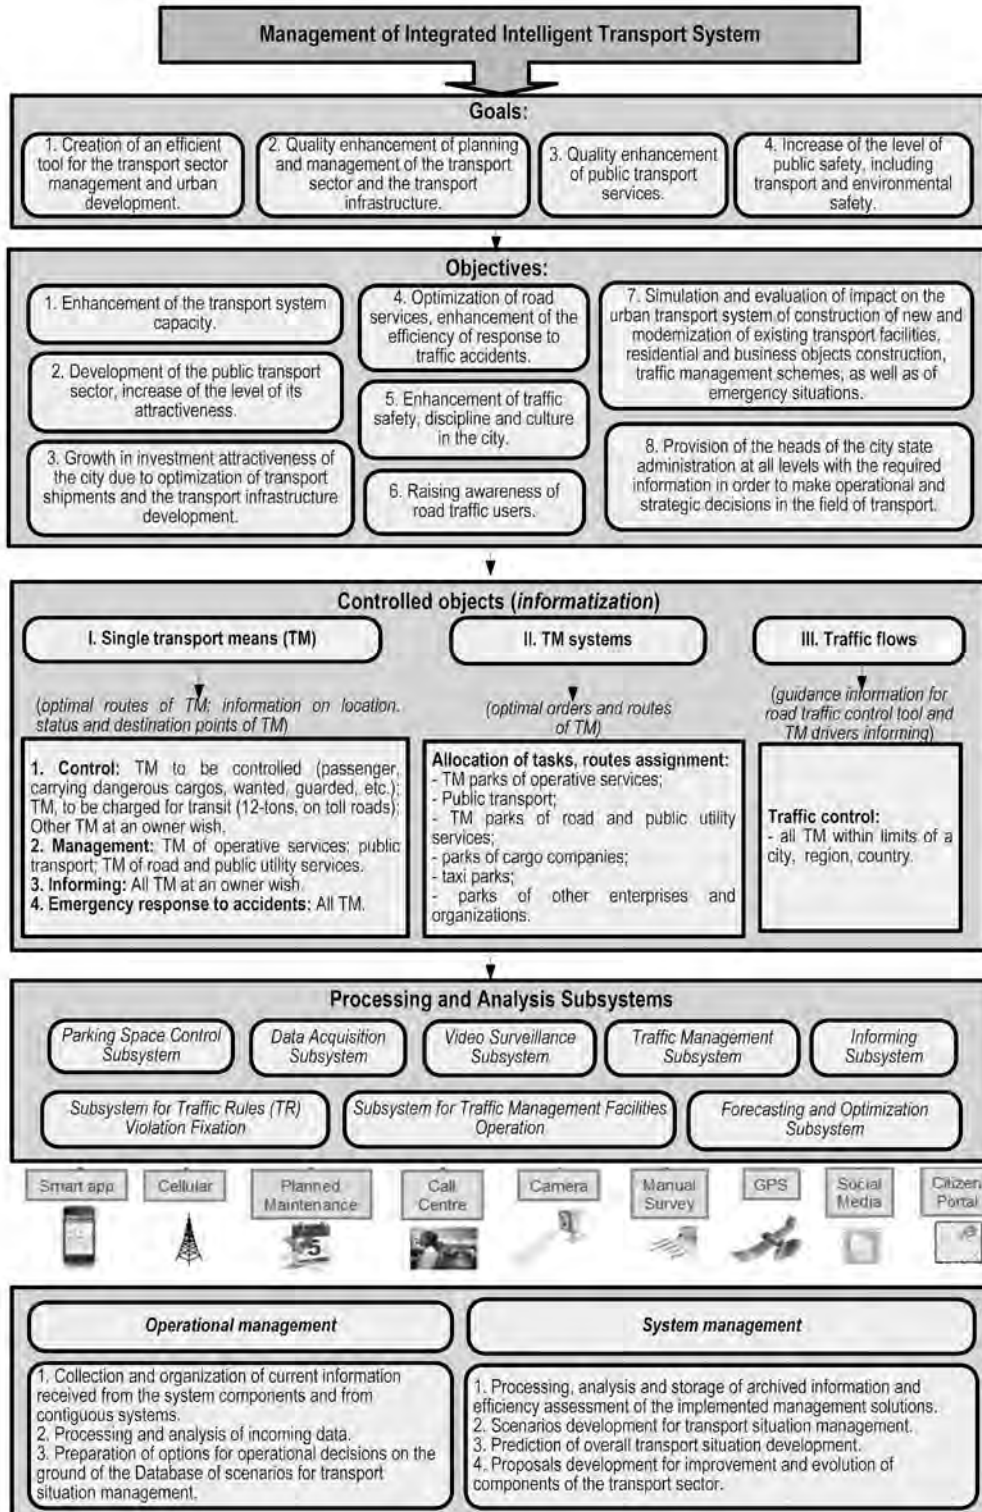 Management of Integrated Intelligent Transport System
Goals:
1. Creation of an efficient
tool for the transport sector
management and urban
development.
2. Quality enhancement of planning
and management of the transport
sector and the transport
infrastructure.
3. Quality enhancement
of public transport
services.
4. Increase of the level of
public safety, including
transport and environmental
safety.
Objectives:
1. Enhancement of the transport system
capacity.
2. Development of the public transport
sector, increase of the level of its
attractiveness.
3. Growth in investment attractiveness of
the city due to optimization of transport
shipments and the transport infrastructure
development.
4. Optimization of road
services, enhancement of the
efficiency of response to
traffic accidents.
5. Enhancement of traffic
safety, discipline and culture
in the city.
6. Raising awareness of
road traffic users.
7. Simulation and evaluation of impact on the
urban transport system of construction of new and
modernization of existing transport facilities,
residential and business objects construction,
traffic management schemes, as well as of
emergency situations.
8. Provision of the heads of the city state
administration at all levels with the required
information in order to make operational and
strategic decisions in the field of transport.
Controlled objects (informatization)
I. Single transport means (TM)
II. TM systems
III. Traffic flows
(optimal routes of TM; information on location,
status and destination points of TM)
(optimal orders and routes
of TM)
(guidance information for
road traffic control tool and
TM drivers informing)
1. Control: TM to be controlled (passenger,
carrying dangerous cargos, wanted, guarded, etc.);
TM, to be charged for transit (12-tons, on toll roads);
Other TM at an owner wish.
2. Management: TM of operative services; public
transport; TM of road and public utility services.
3. Informing: All TM at an owner wish.
4. Emergency response to accidents: All TM.
Allocation of tasks, routes assignment:
- TM parks of operative services;
- Public transport;
- TM parks of road and public utility
services;
- parks of cargo companies;
- taxi parks;
- parks of other enterprises and
organizations.
Traffic control:
- all TM within limits of a
city, region, country.
Processing and Analysis Subsystems
Parking Space Control
Subsystem
Data Acquisition
Subsystem
Video Surveillance
Subsystem
Traffic Management
Subsystem
Informing
Subsystem
Subsystem for Traffic Rules (TR)
Violation Fixation
Subsystem for Traffic Management Facilities
Operation
Forecasting and Optimization
Subsystem
Smart app
Cellular
Planned
Maintenance
Call
Centre
Camera
Manual
Survey
GPS
Social
Media
Citizen
Portal
5
e
Operational management
System management
1. Collection and organization of current information
received from the system components and from
contiguous systems.
2. Processing and analysis of incoming data.
3. Preparation of options for operational decisions on the
ground of the Database of scenarios for transport
situation management.
1. Processing, analysis and storage of archived information and
efficiency assessment of the implemented management solutions.
2. Scenarios development for transport situation management.
3. Prediction of overall transport situation development.
4. Proposals development for improvement and evolution of
components of the transport sector.